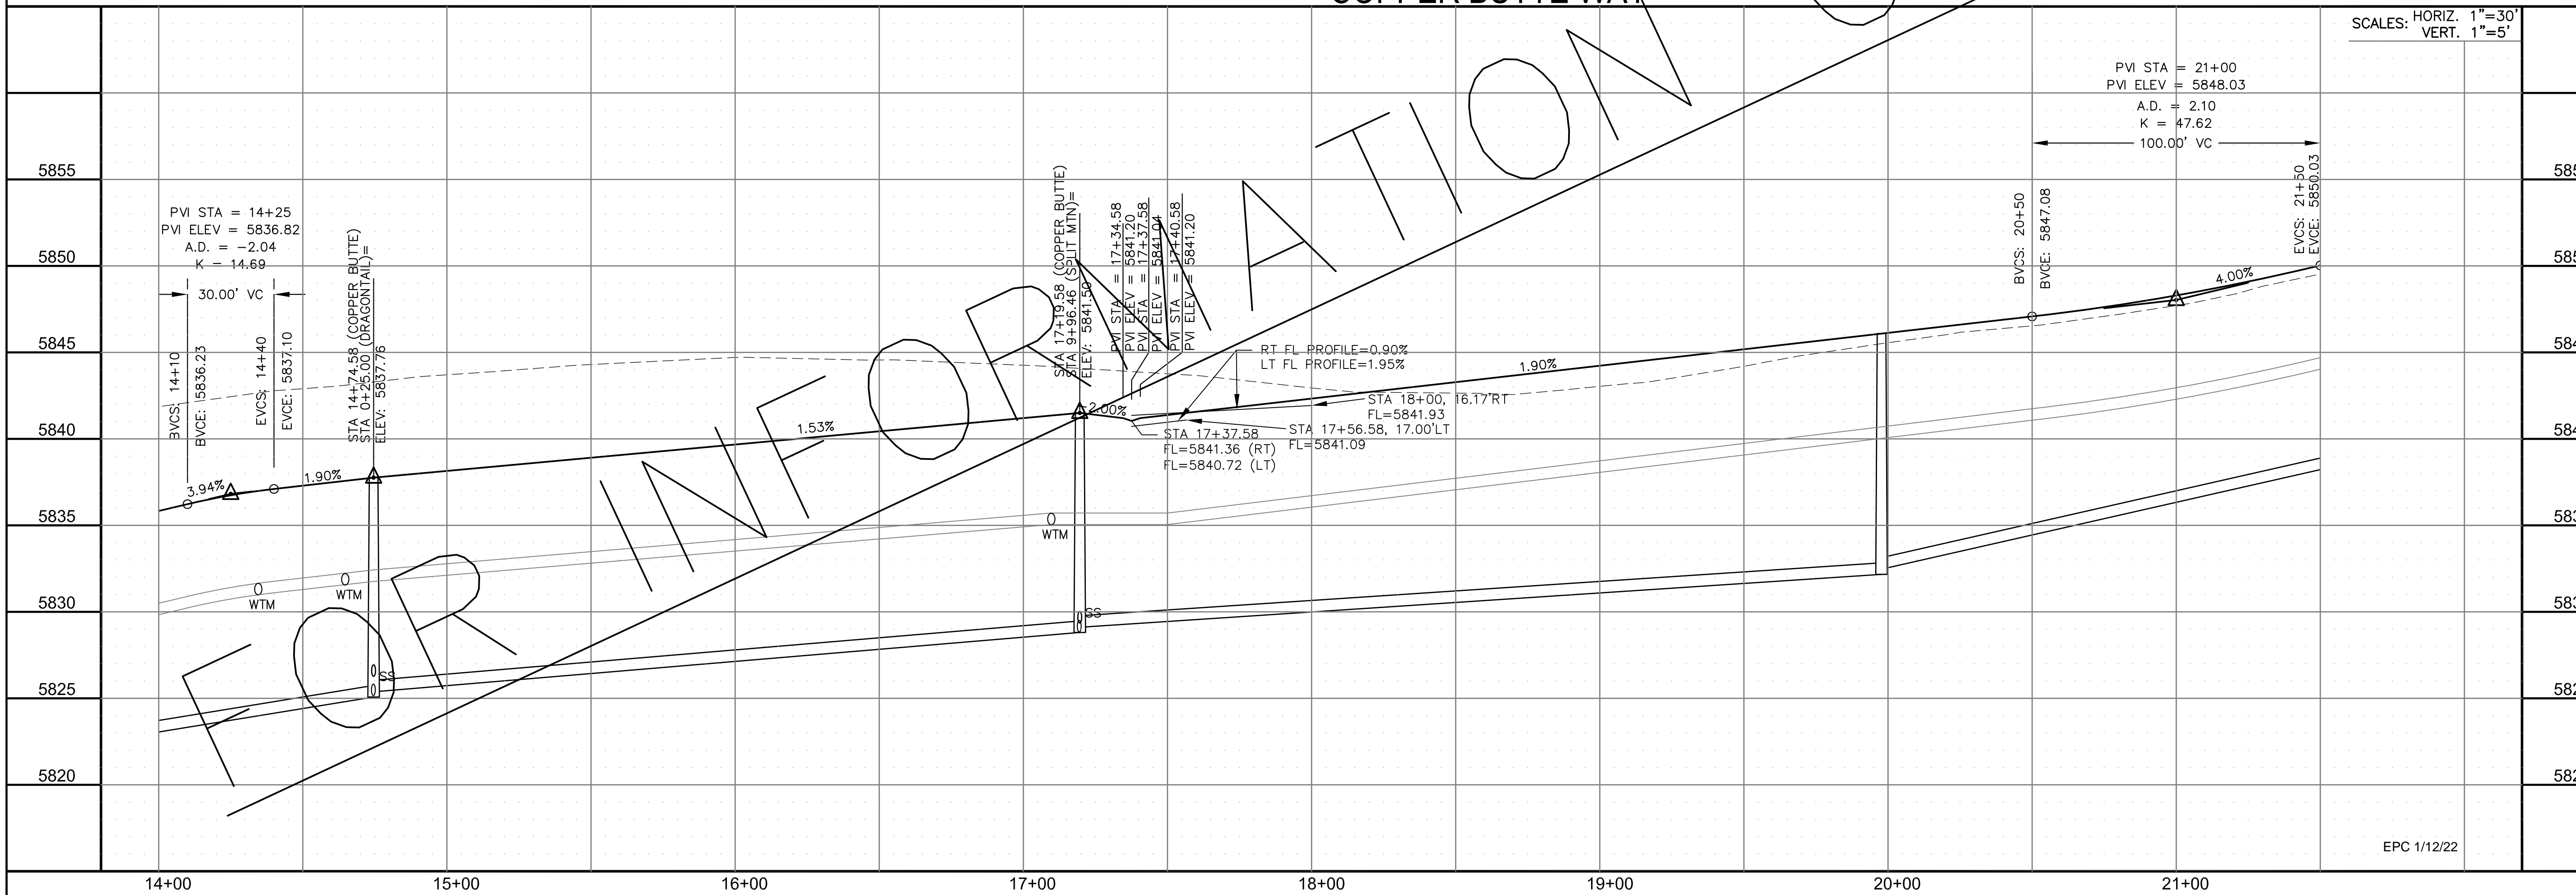 SCALES: HORIZ. 1"=30'
VERT. 1"=5'
PVI STA = 21+00
PVI ELEV = 5848.03
A.D. = 2.10
K = 47.62
100.00' VC
BVCS: 20+50
BVCE: 5847.08
EVCS: 21+50
EVCE: 5850.03
4.00%
5855
5850
5845
5840
5835
5830
5825
5820
PVI STA = 14+25
PVI ELEV = 5836.82
A.D. = -2.04
K = 14.69
30.00' VC
BVCS: 14+10
BVCE: 5836.23
EVCS: 14+40
EVCE: 5837.10
STA 14+74.58 (COPPER BUTTE)
STA 0+25.00 (DRAGONTAIL)=
ELEV: 5837.76
3.94%
1.90%
1.53%
STA 17+19.58 (COPPER BUTTE)
STA 9+96.46 (SPLIT MTN)=
ELEV: 5841.50
PVI STA = 17+34.58
PVI ELEV = 5841.20
PVI STA = 17+37.58
PVI ELEV = 5841.04
PVI STA = 17+40.58
PVI ELEV = 5841.20
-2.00%
RT FL PROFILE=0.90%
LT FL PROFILE=1.95%
1.90%
STA 18+00, 16.17'RT
FL=5841.93
STA 17+56.58, 17.00'LT
FL=5841.09
STA 17+37.58
FL=5841.36 (RT)
FL=5840.72 (LT)
WTM
WTM
WTM
SS
SS
FOR INFORMATION
EPC 1/12/22
14+00
15+00
16+00
17+00
18+00
19+00
20+00
21+00